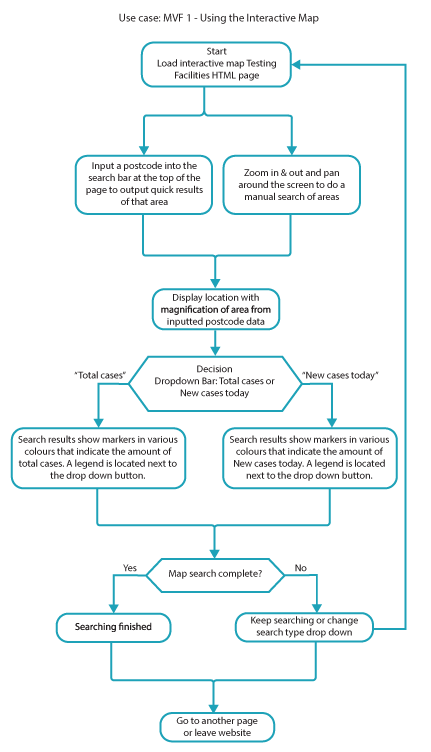 Use case: MVF 1 - Using the Interactive Map
Start
Load interactive map Testing
Facilities HTML page
Input a postcode into the
search bar at the top of the
page to output quick results
of that area
Zoom in & out and pan
around the screen to do a
manual search of areas
Display location with
magnification of area from
inputted postcode data
Decision
Dropdown Bar: Total cases or
New cases today
"Total cases"
"New cases today"
Search results show markers in various
colours that indicate the amount of
total cases. A legend is located next to
the drop down button.
Search results show markers in various
colours that indicate the amount of
New cases today. A legend is located
next to the drop down button.
Map search complete?
Yes
No
Searching finished
Keep searching or change
search type drop down
Go to another page
or leave website